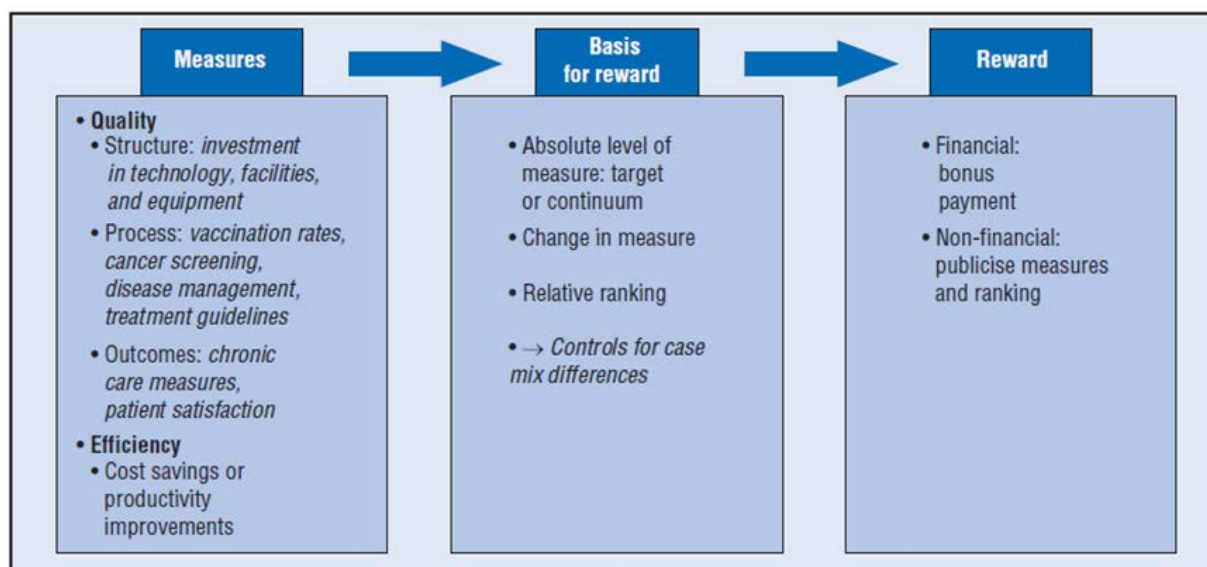 Measures
Basis
for reward
Reward
• Quality
• Structure: investment
in technology, facilities,
and equipment
• Process: vaccination rates,
cancer screening,
disease management,
treatment guidelines
• Outcomes: chronic
care measures,
patient satisfaction
• Efficiency
• Cost savings or
productivity
improvements
• Absolute level of
measure: target
or continuum
• Change in measure
• Relative ranking
• → Controls for case
mix differences
• Financial:
bonus
payment
• Non-financial:
publicise measures
and ranking